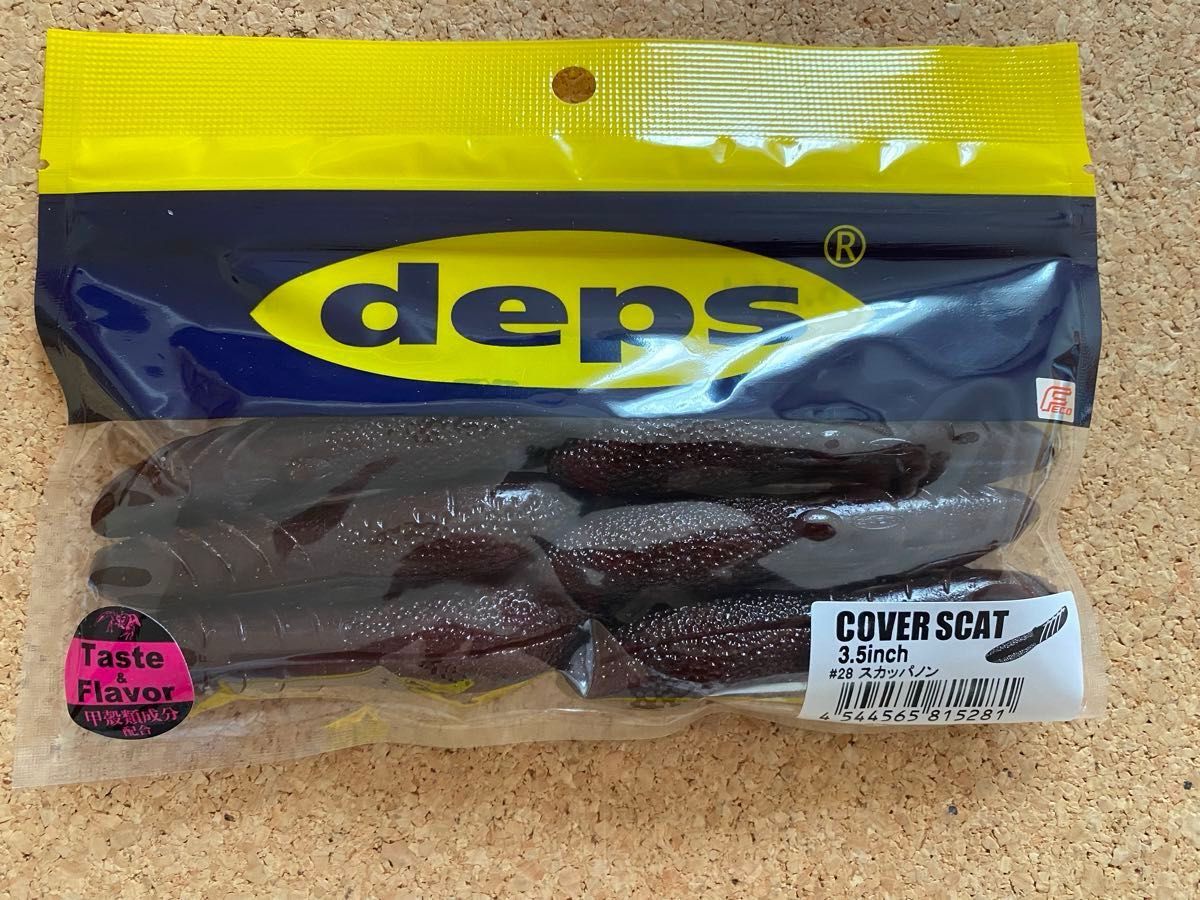 deps®
ECO
Taste
&
Flavor
甲殻類成分
配合
COVER SCAT
3.5inch
#28 スカッパノン
4 544565 815281